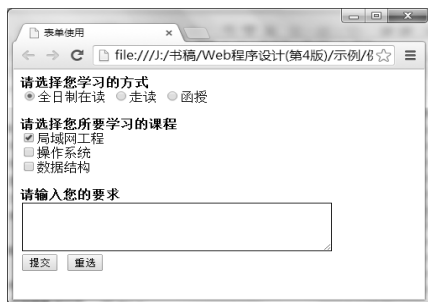 表单使用
file:///J:/书稿/Web程序设计(第4版)/示例/例
请选择您学习的方式
全日制在读 走读 函授
请选择您所要学习的课程
局域网工程
操作系统
数据结构
请输入您的要求
提交 重选